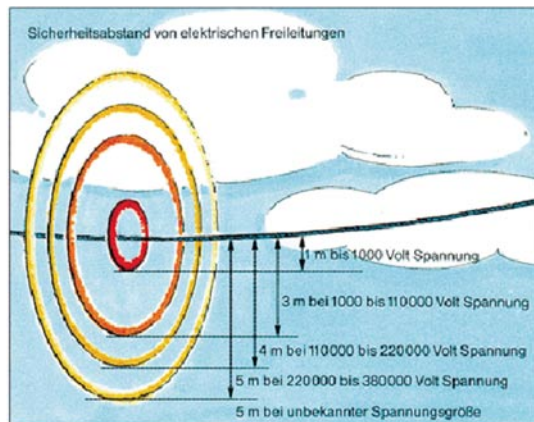 Sicherheitsabstand von elektrischen Freileitungen
1 m bis 1000 Volt Spannung
3 m bei 1000 bis 110000 Volt Spannung
4 m bei 110000 bis 220000 Volt Spannung
5 m bei 220000 bis 380000 Volt Spannung
5 m bei unbekannter Spannungsgröße